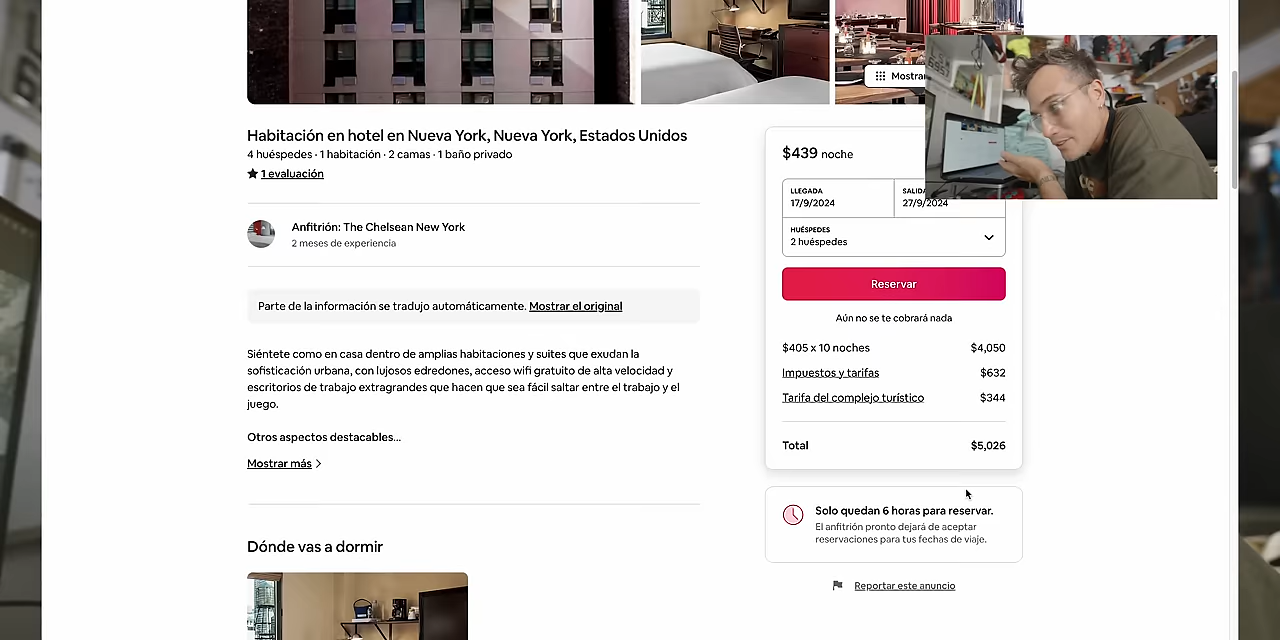 Mostrar
Habitación en hotel en Nueva York, Nueva York, Estados Unidos
4 huéspedes · 1 habitación · 2 camas · 1 baño privado
1 evaluación
Anfitrión: The Chelsean New York
2 meses de experiencia
Parte de la información se tradujo automáticamente. Mostrar el original
Siéntete como en casa dentro de amplias habitaciones y suites que exudan la
sofisticación urbana, con lujosos edredones, acceso wifi gratuito de alta velocidad y
escritorios de trabajo extragrandes que hacen que sea fácil saltar entre el trabajo y el
juego.
Otros aspectos destacables...
Mostrar más
Dónde vas a dormir
$439 noche
LLEGADA
17/9/2024
SALIDA
27/9/2024
HUÉSPEDES
2 huéspedes
Reservar
Aún no se te cobrará nada
$405 x 10 noches $4,050
Impuestos y tarifas $632
Tarifa del complejo turístico $344
Total $5,026
Solo quedan 6 horas para reservar.
El anfitrión pronto dejará de aceptar
reservaciones para tus fechas de viaje.
Reportar este anuncio